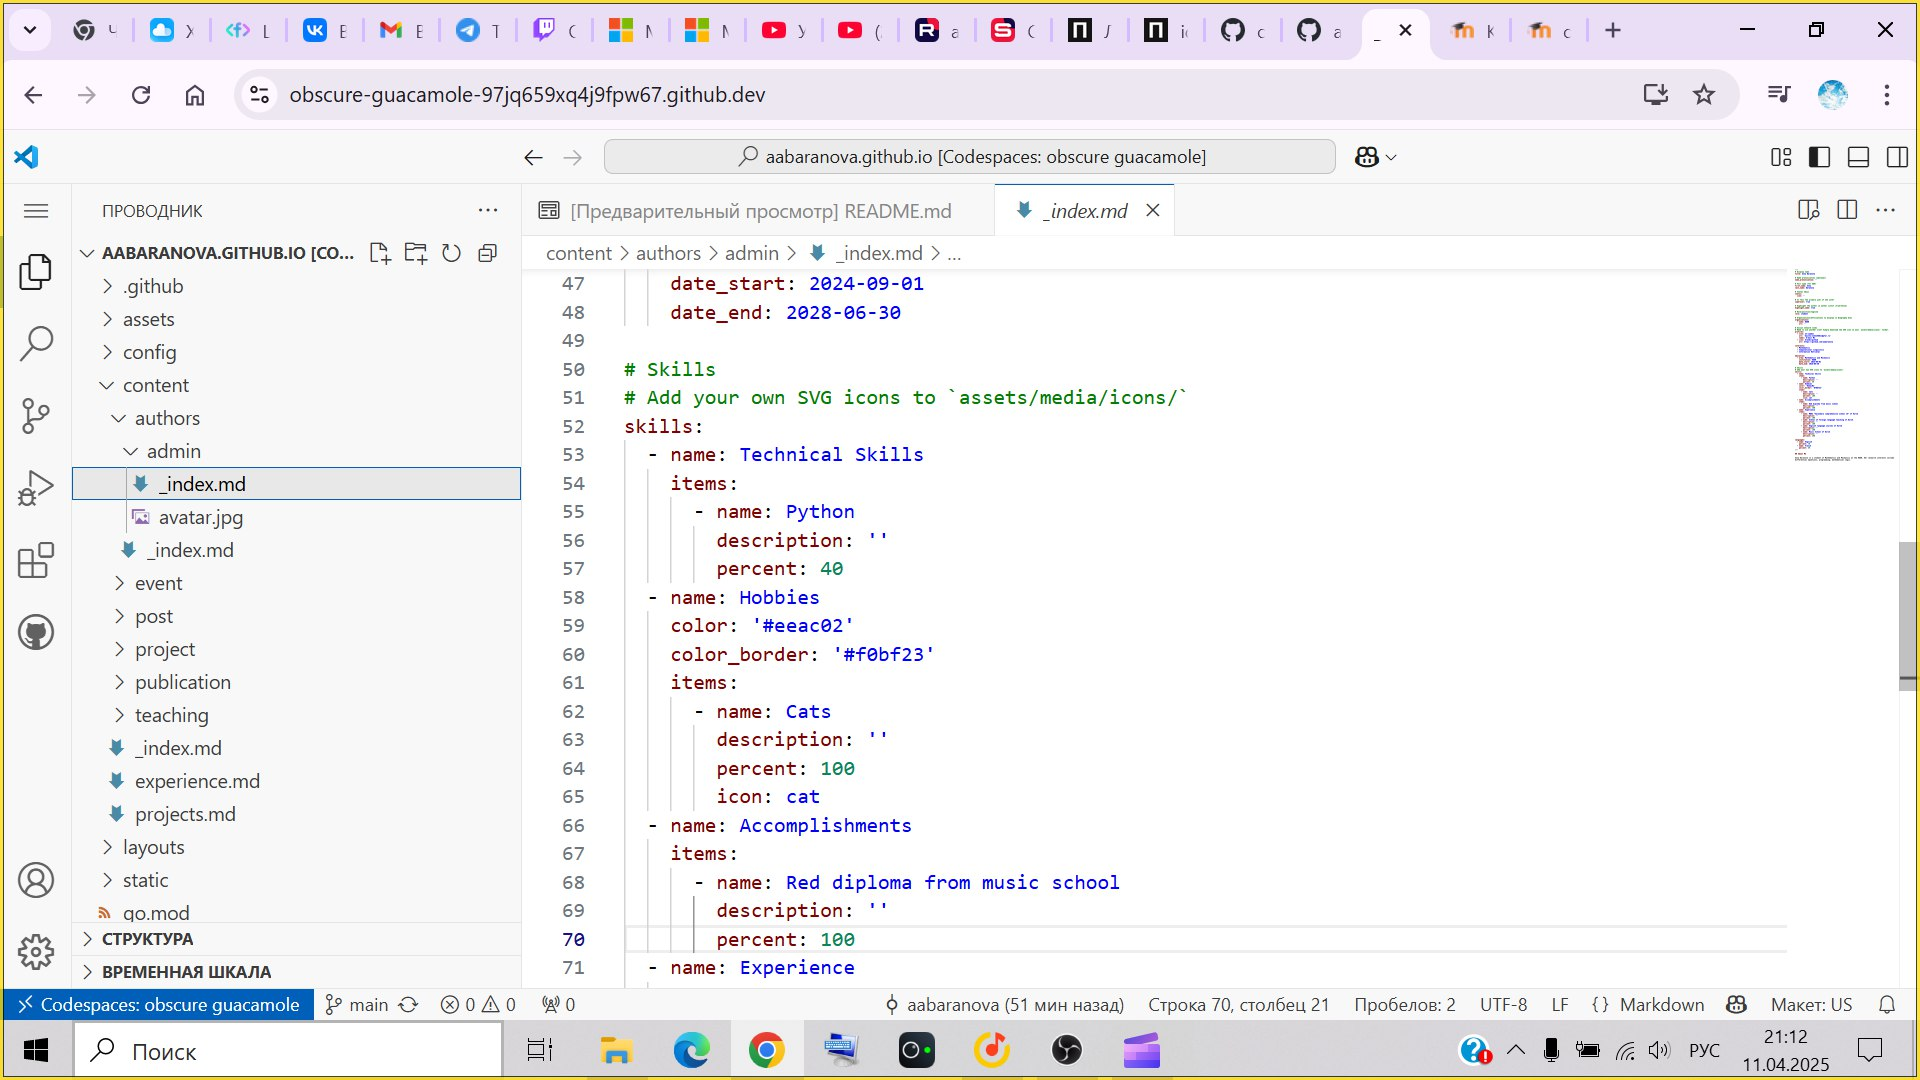 obscure-guacamole-97jq659xq4j9fpw67.github.dev
aabaranova.github.io [Codespaces: obscure guacamole]
ПРОВОДНИК
[Предварительный просмотр] README.md
_index.md
AABARANOVA.GITHUB.IO [CO...
content > authors > admin > _index.md > ...
.github
assets
config
content
authors
admin
_index.md
avatar.jpg
_index.md
event
post
project
publication
teaching
_index.md
experience.md
projects.md
layouts
static
go.mod
СТРУКТУРА
ВРЕМЕННАЯ ШКАЛА
47 date_start: 2024-09-01
48 date_end: 2028-06-30
49
50 # Skills
51 # Add your own SVG icons to `assets/media/icons/`
52 skills:
53 - name: Technical Skills
54 items:
55 - name: Python
56 description: ''
57 percent: 40
58 - name: Hobbies
59 color: '#eeac02'
60 color_border: '#f0bf23'
61 items:
62 - name: Cats
63 description: ''
64 percent: 100
65 icon: cat
66 - name: Accomplishments
67 items:
68 - name: Red diploma from music school
69 description: ''
70 percent: 100
71 - name: Experience
Codespaces: obscure guacamole main 0 0 0 aabaranova (51 мин назад) Строка 70, столбец 21 Пробелов: 2 UTF-8 LF {} Markdown Макет: US
Поиск
РУС
21:12
11.04.2025